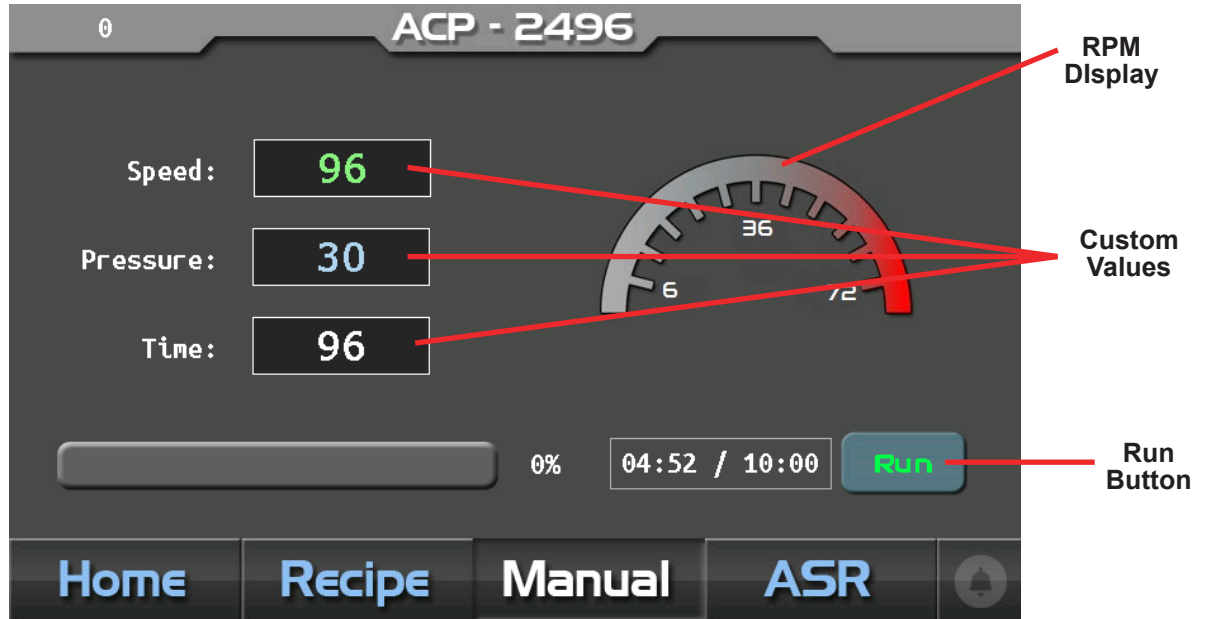 0
ACP - 2496
RPM
DIsplay
Speed: 96
36
Custom
Values
Pressure: 30
6
72
Time: 96
0%
04:52 / 10:00
Run
Run
Button
Home
Recipe
Manual
ASR